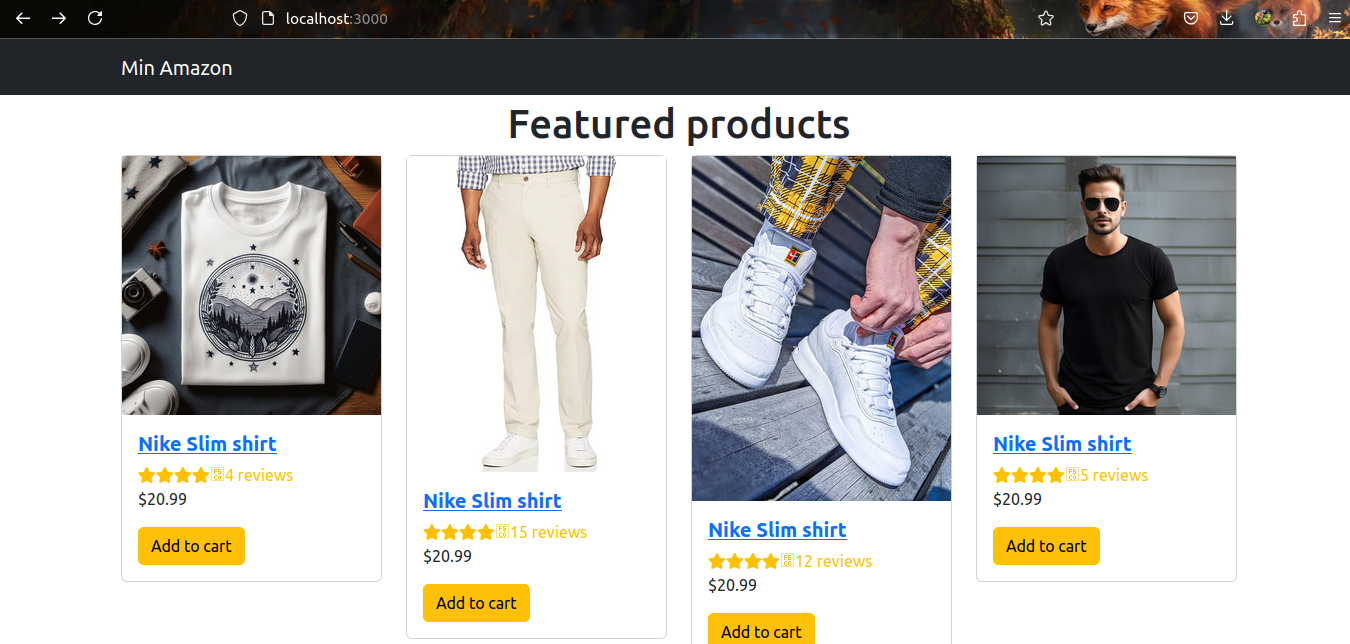 localhost:3000
Min Amazon
Featured products
Nike Slim shirt
4 reviews
$20.99
Add to cart
Nike Slim shirt
15 reviews
$20.99
Add to cart
Nike Slim shirt
12 reviews
$20.99
Add to cart
Nike Slim shirt
5 reviews
$20.99
Add to cart